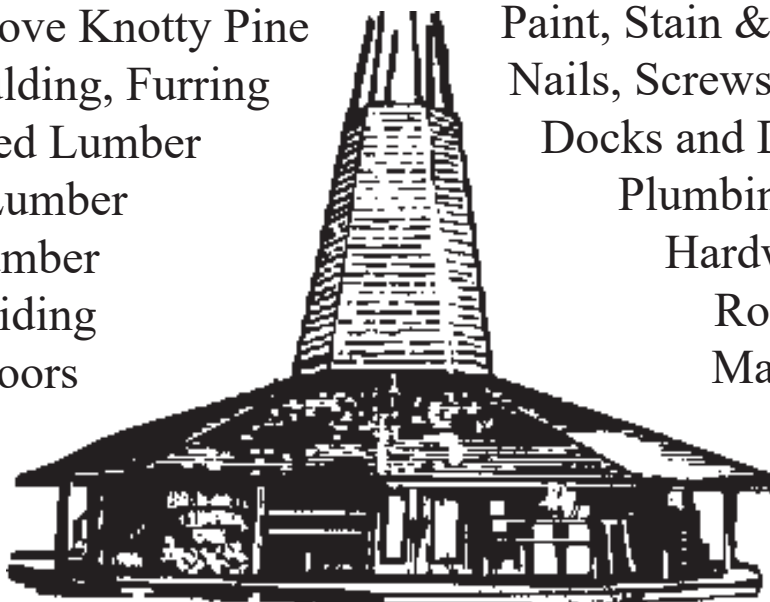 ove Knotty Pine
ulding, Furring
ed Lumber
Lumber
mber
iding
oors
Paint, Stain &
Nails, Screws
Docks and D
Plumbin
Hardw
Ro
Ma